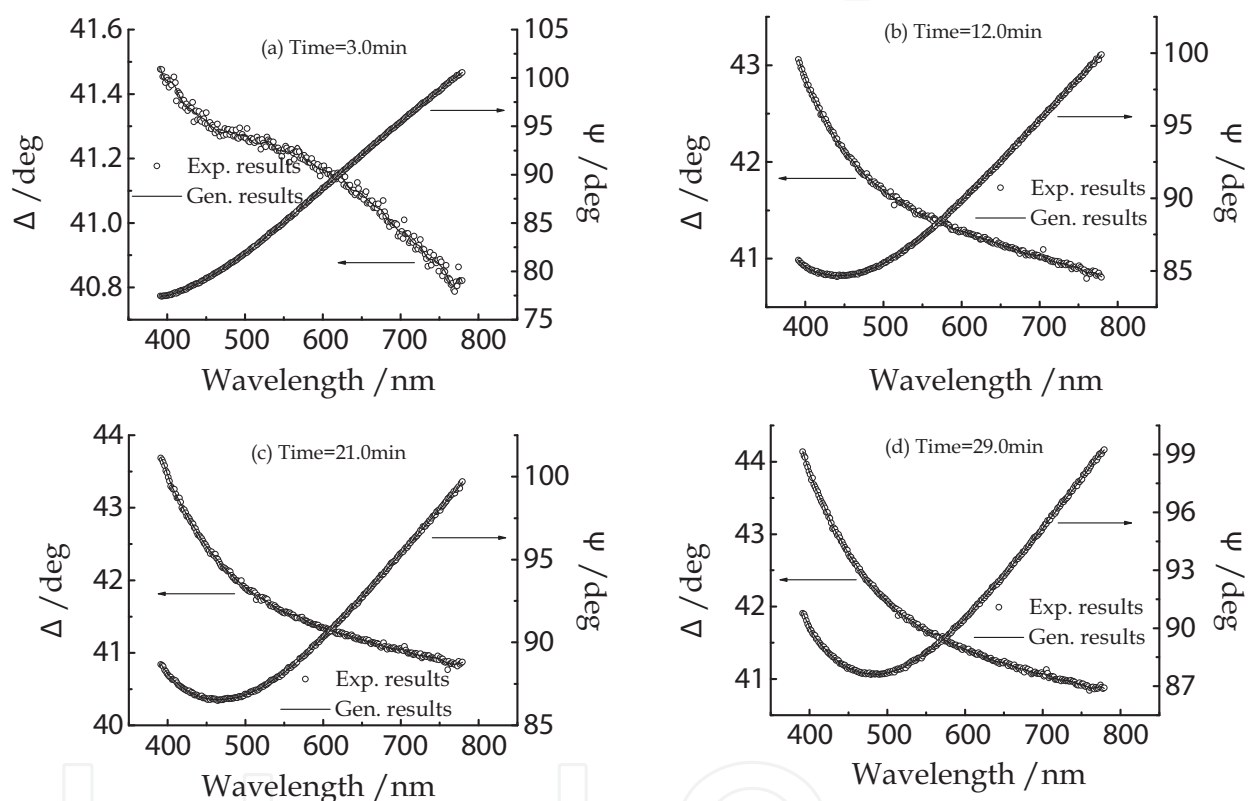 (a) Time=3.0min
41.6
41.4
41.2
41.0
40.8
Δ / deg
105
100
95
90
85
80
75
Ψ / deg
Exp. results
Gen. results
400 500 600 700 800
Wavelength /nm
(b) Time=12.0min
43
42
41
Δ / deg
100
95
90
85
Ψ / deg
Exp. results
Gen. results
400 500 600 700 800
Wavelength /nm
(c) Time=21.0min
44
43
42
41
40
Δ / deg
100
95
90
85
Ψ / deg
Exp. results
Gen. results
400 500 600 700 800
Wavelength /nm
(d) Time=29.0min
44
43
42
41
Δ / deg
99
96
93
90
87
Ψ / deg
Exp. results
Gen. results
400 500 600 700 800
Wavelength /nm